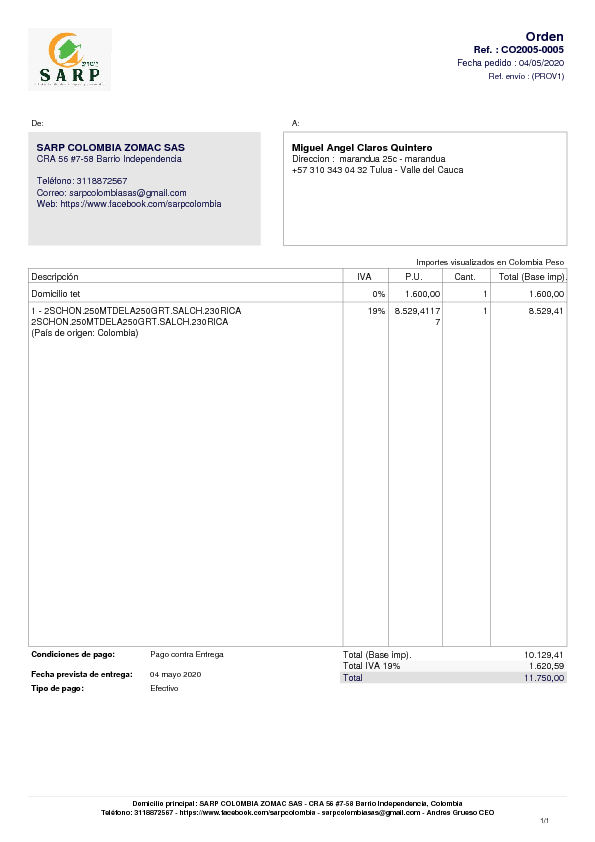 SARP
Orden
Ref. : CO2005-0005
Fecha pedido : 04/05/2020
Ref. envío : (PROV1)
De:
A:
SARP COLOMBIA ZOMAC SAS
CRA 56 #7-58 Barrio Independencia
Teléfono: 3118872567
Correo: sarpcolombiasas@gmail.com
Web: https://www.facebook.com/sarpcolombia
Miguel Angel Claros Quintero
Direccion : marandua 25c - marandua
+57 310 343 04 32 Tulua - Valle del Cauca
Importes visualizados en Colombia Peso
Descripción IVA P.U. Cant. Total (Base imp).
Domicilio tet 0% 1.600,00 1 1.600,00
1 - 2SCHON.250MTDELA250GRT.SALCH.230RICA 19% 8.529,4117 1 8.529,41
2SCHON.250MTDELA250GRT.SALCH.230RICA 7
(País de origen: Colombia)
Condiciones de pago: Pago contra Entrega
Total (Base imp). 10.129,41
Total IVA 19% 1.620,59
Fecha prevista de entrega: 04 mayo 2020
Total 11.750,00
Tipo de pago: Efectivo
Domicilio principal: SARP COLOMBIA ZOMAC SAS - CRA 56 #7-58 Barrio Independencia, Colombia
Teléfono: 3118872567 - https://www.facebook.com/sarpcolombia - sarpcolombiasas@gmail.com - Andres Grueso CEO
1/1